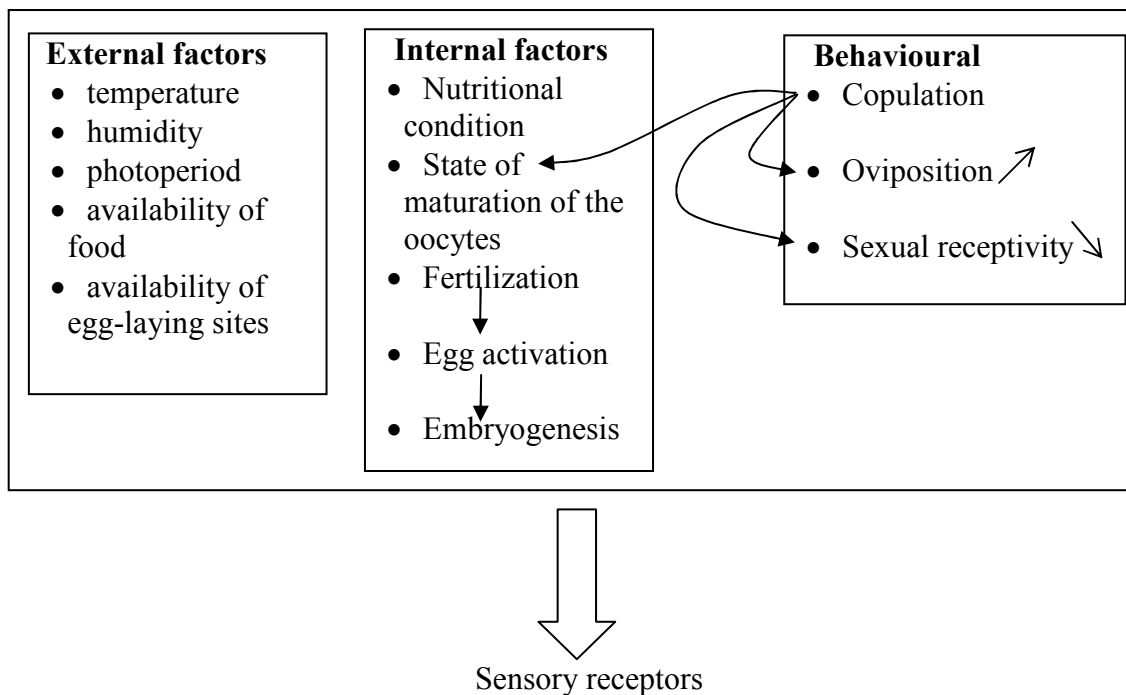 External factors
• temperature
• humidity
• photoperiod
• availability of
food
• availability of
egg-laying sites
Internal factors
• Nutritional
condition
• State of
maturation of the
oocytes
• Fertilization
• Egg activation
• Embryogenesis
Behavioural
• Copulation
• Oviposition
• Sexual receptivity
Sensory receptors